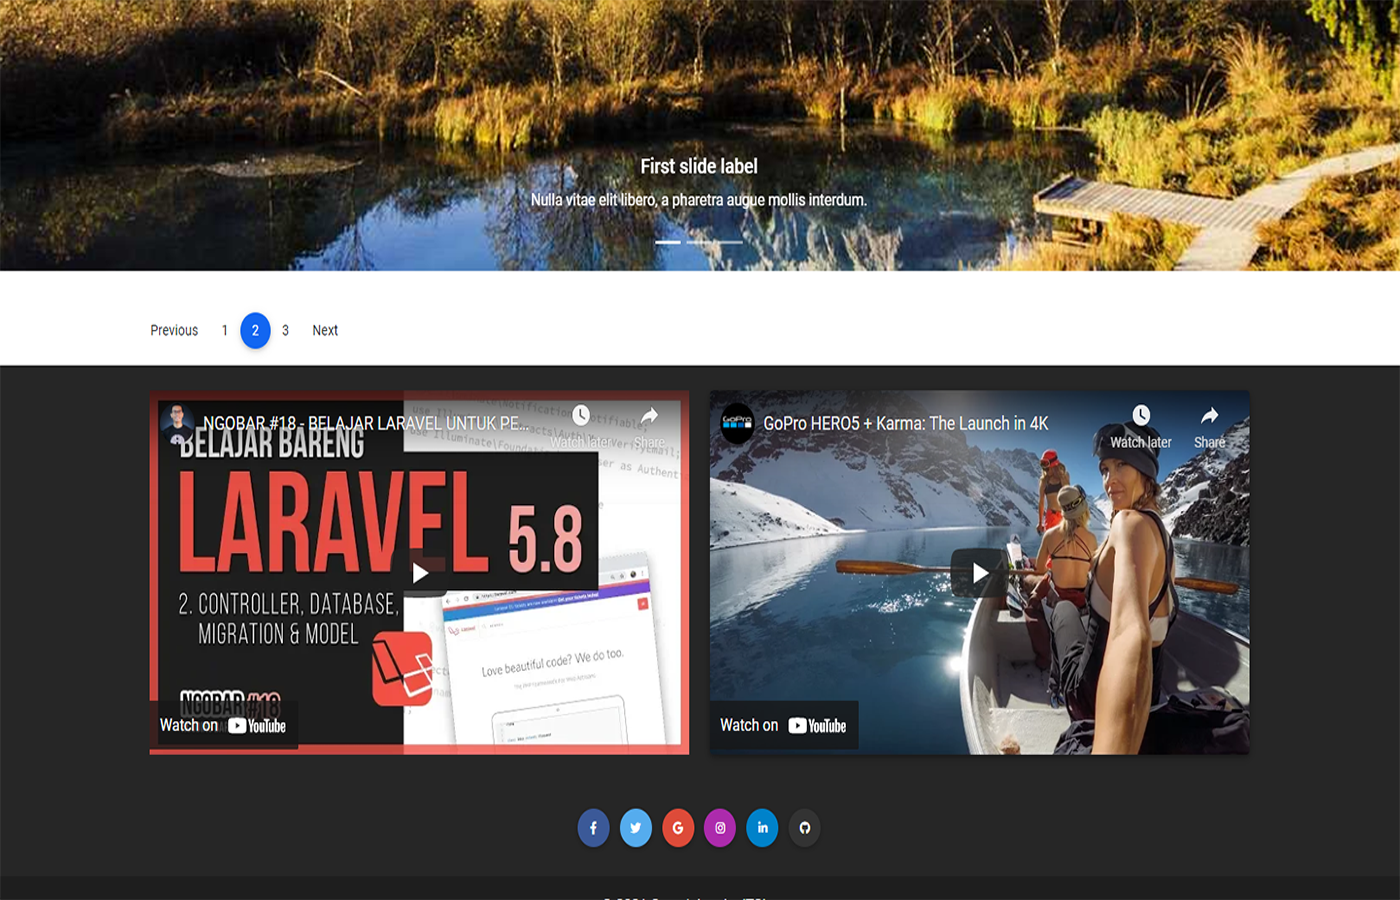 First slide label
Nulla vitae elit libero, a pharetra augue mollis interdum.
Previous 1 2 3 Next
NGOBAR #18 - BELAJAR LARAVEL UNTUK PE...
Watch later Share
BELAJAR BARENG
LARAVEL 5.8
2. CONTROLLER, DATABASE,
MIGRATION & MODEL
Love beautiful code? We do too.
NGOBAR #18
Watch on YouTube
GoPro
GoPro HERO5 + Karma: The Launch in 4K
Watch later Share
Watch on YouTube